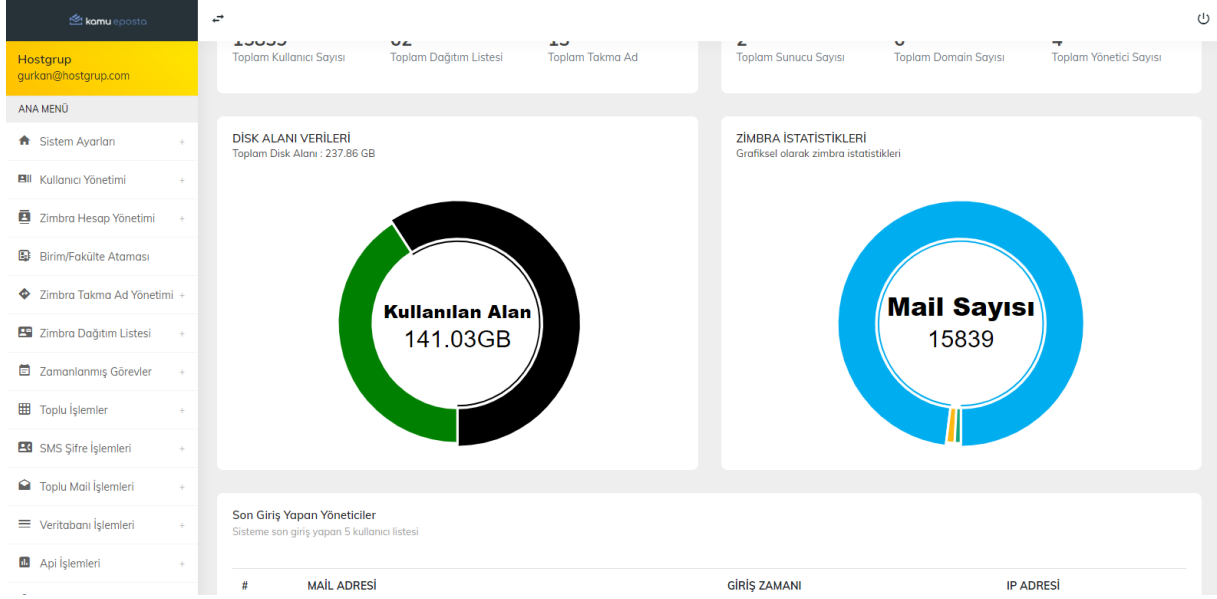 kamu eposta
Hostgrup
gurkan@hostgrup.com
ANA MENÜ
Sistem Ayarları +
Kullanıcı Yönetimi +
Zimbra Hesap Yönetimi +
Birim/Fakülte Ataması
Zimbra Takma Ad Yönetimi +
Zimbra Dağıtım Listesi +
Zamanlanmış Görevler +
Toplu İşlemler +
SMS Şifre İşlemleri +
Toplu Mail İşlemleri +
Veritabanı İşlemleri +
Api İşlemleri +
Toplam Kullanıcı Sayısı Toplam Dağıtım Listesi Toplam Takma Ad
Toplam Sunucu Sayısı Toplam Domain Sayısı Toplam Yönetici Sayısı
DİSK ALANI VERİLERİ
Toplam Disk Alanı : 237.86 GB
Kullanılan Alan
141.03GB
ZİMBRA İSTATİSTİKLERİ
Grafiksel olarak zimbra istatistikleri
Mail Sayısı
15839
Son Giriş Yapan Yöneticiler
Sisteme son giriş yapan 5 kullanıcı listesi
# MAİL ADRESİ GİRİŞ ZAMANI IP ADRESİ